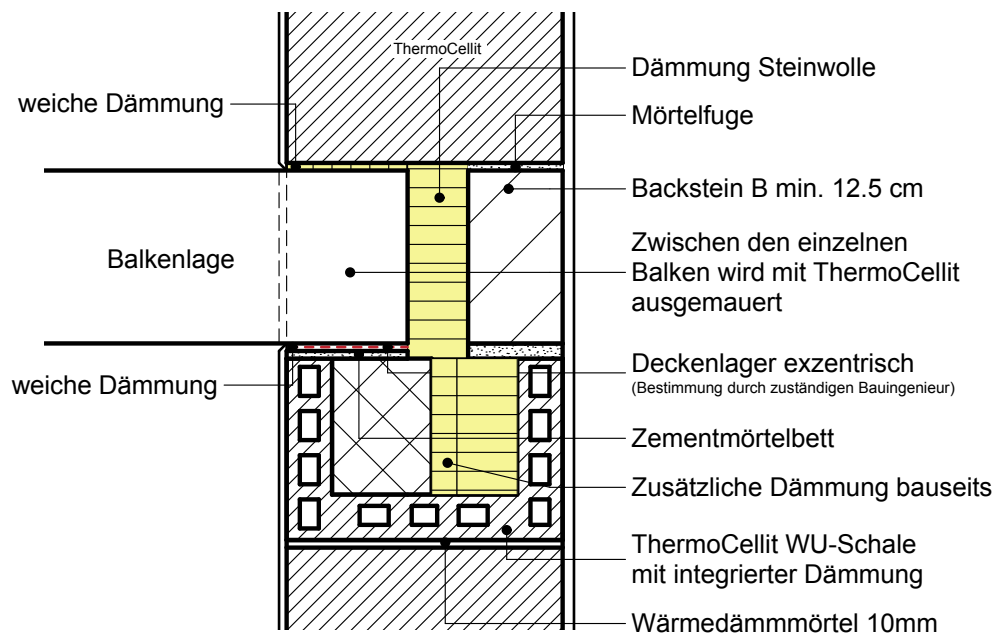 ThermoCellit
weiche Dämmung
Balkenlage
weiche Dämmung
Dämmung Steinwolle
Mörtelfuge
Backstein B min. 12.5 cm
Zwischen den einzelnen
Balken wird mit ThermoCellit
ausgemauert
Deckenlager exzentrisch
(Bestimmung durch zuständigen Bauingenieur)
Zementmörtelbett
Zusätzliche Dämmung bauseits
ThermoCellit WU-Schale
mit integrierter Dämmung
Wärmedämmmörtel 10mm